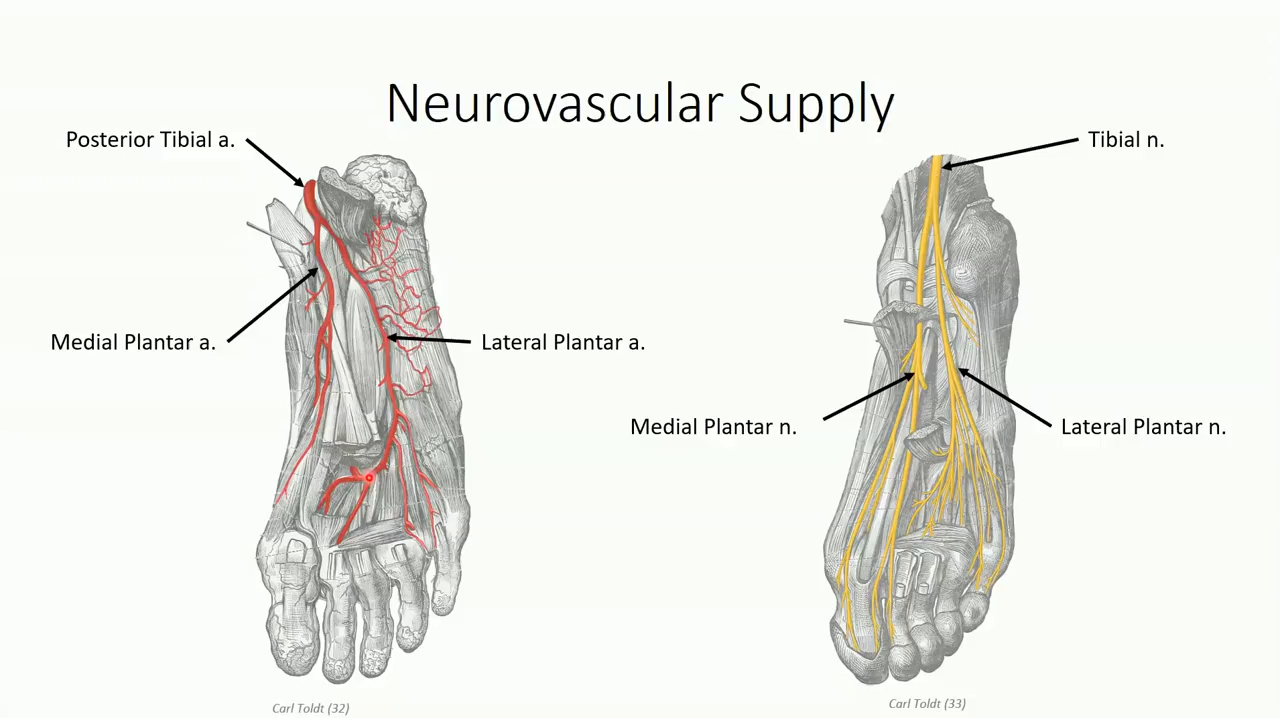 Neurovascular Supply
Posterior Tibial a.
Medial Plantar a.
Lateral Plantar a.
Tibial n.
Medial Plantar n.
Lateral Plantar n.
Carl Toldt (32)
Carl Toldt (33)